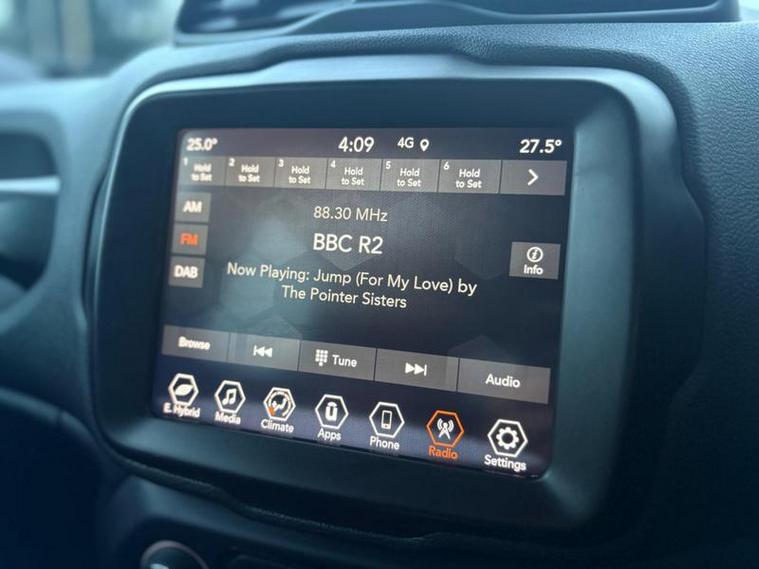 25.0° 4:09 4G 27.5°
1 Hold to Set 2 Hold to Set 3 Hold to Set 4 Hold to Set 5 Hold to Set 6 Hold to Set
AM
88.30 MHz
FM
BBC R2
Info
DAB
Now Playing: Jump (For My Love) by
The Pointer Sisters
Browse Tune Audio
E. Hybrid Media Climate Apps Phone Radio Settings